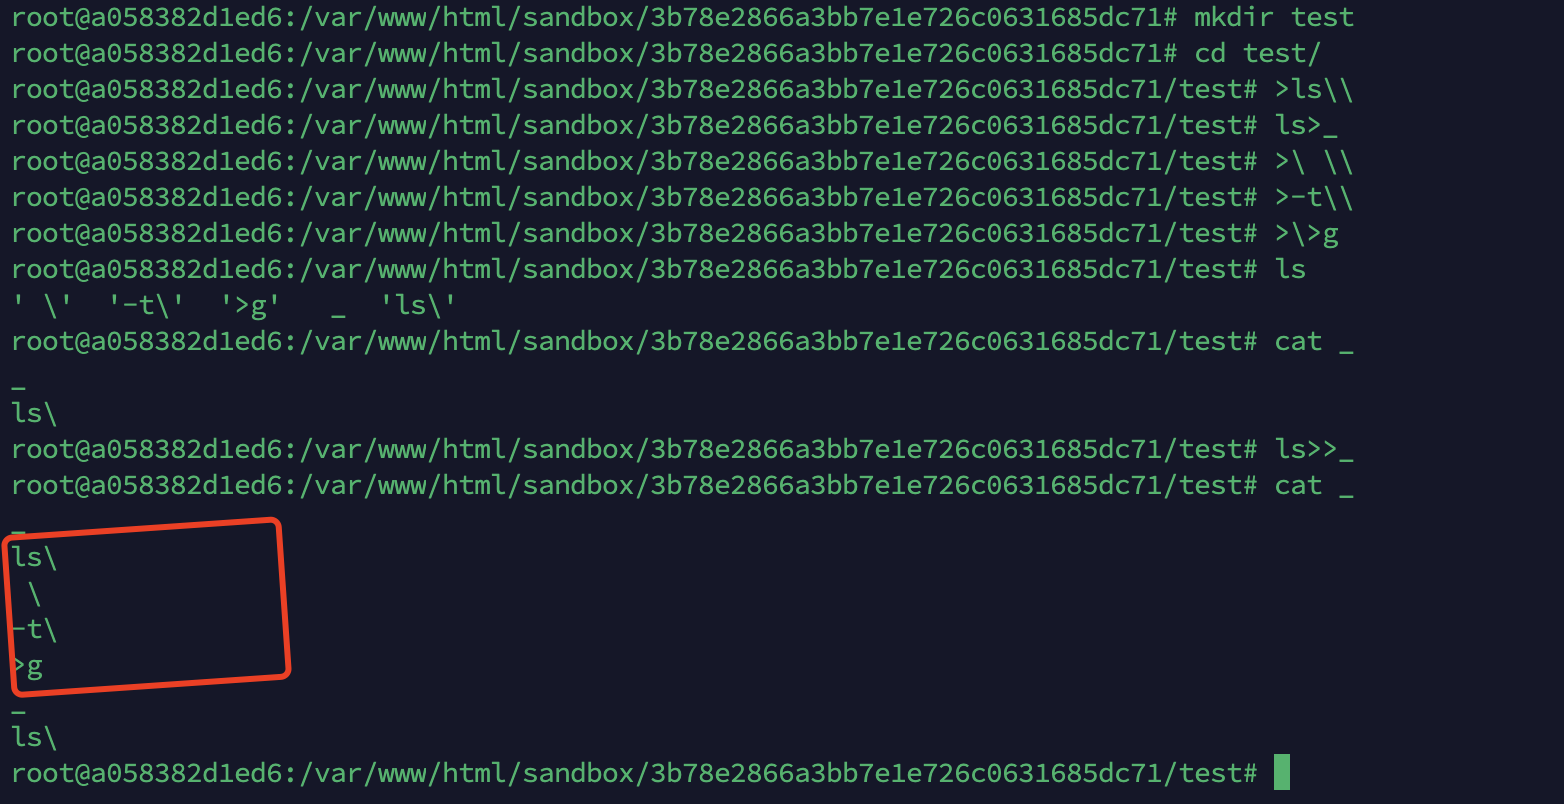 root@a058382d1ed6:/var/www/html/sandbox/3b78e2866a3bb7e1e726c0631685dc71# mkdir test
root@a058382d1ed6:/var/www/html/sandbox/3b78e2866a3bb7e1e726c0631685dc71# cd test/
root@a058382d1ed6:/var/www/html/sandbox/3b78e2866a3bb7e1e726c0631685dc71/test# >ls\\
root@a058382d1ed6:/var/www/html/sandbox/3b78e2866a3bb7e1e726c0631685dc71/test# ls>_
root@a058382d1ed6:/var/www/html/sandbox/3b78e2866a3bb7e1e726c0631685dc71/test# >\ \\
root@a058382d1ed6:/var/www/html/sandbox/3b78e2866a3bb7e1e726c0631685dc71/test# >-t\\
root@a058382d1ed6:/var/www/html/sandbox/3b78e2866a3bb7e1e726c0631685dc71/test# >\>g
root@a058382d1ed6:/var/www/html/sandbox/3b78e2866a3bb7e1e726c0631685dc71/test# ls
' \'  '-t\'  '>g'   _  'ls\'
root@a058382d1ed6:/var/www/html/sandbox/3b78e2866a3bb7e1e726c0631685dc71/test# cat _
_
ls\
root@a058382d1ed6:/var/www/html/sandbox/3b78e2866a3bb7e1e726c0631685dc71/test# ls>>_
root@a058382d1ed6:/var/www/html/sandbox/3b78e2866a3bb7e1e726c0631685dc71/test# cat _
_
ls\
 \
-t\
>g
_
ls\
root@a058382d1ed6:/var/www/html/sandbox/3b78e2866a3bb7e1e726c0631685dc71/test#